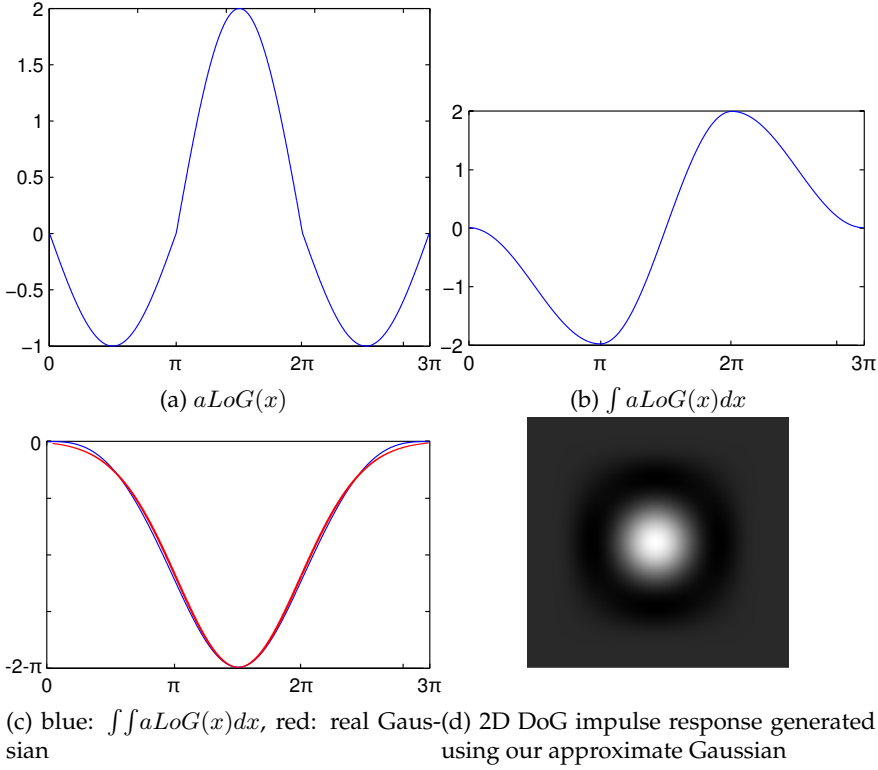 2
1.5
1
0.5
0
−0.5
−1
0 π 2π 3π
(a) aLoG(x)
2
1
0
−1
−2
0 π 2π 3π
(b) ∫ aLoG(x)dx
0
-2-π
0 π 2π 3π
(c) blue: ∫∫aLoG(x)dx, red: real Gaus-
sian
(d) 2D DoG impulse response generated
using our approximate Gaussian